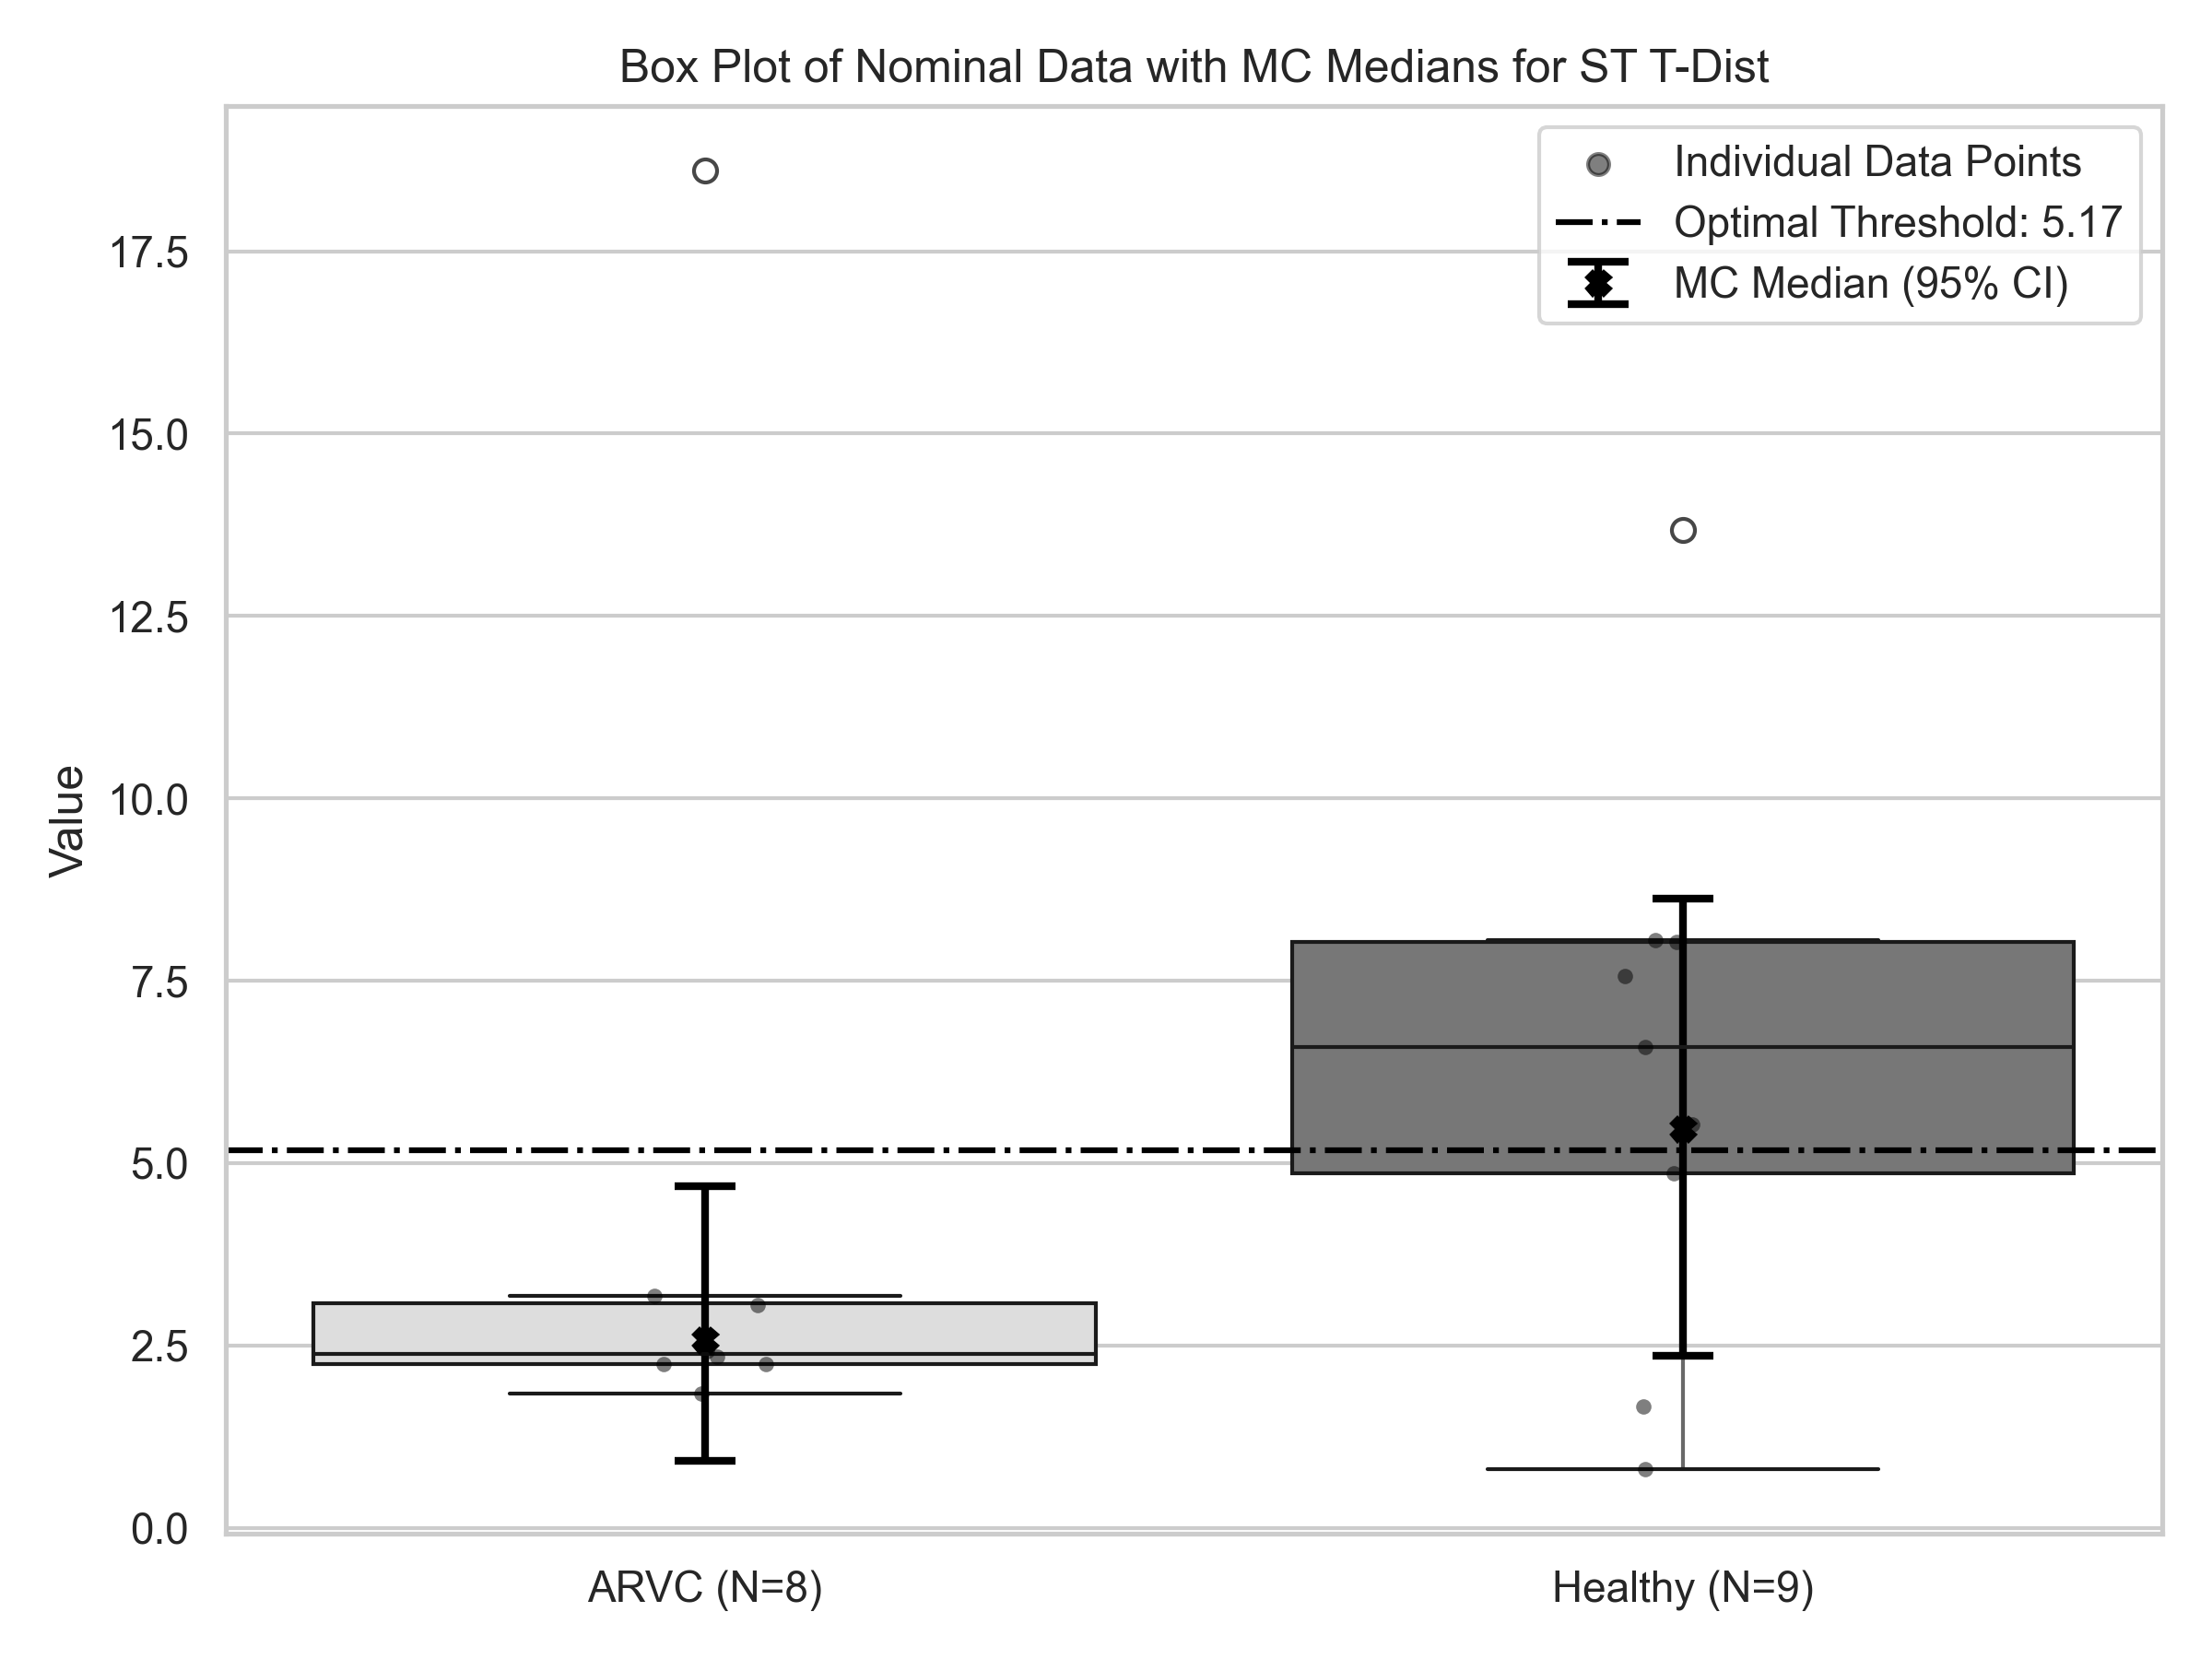 Box Plot of Nominal Data with MC Medians for ST T-Dist
Individual Data Points
Optimal Threshold: 5.17
MC Median (95% CI)
Value
17.5
15.0
12.5
10.0
7.5
5.0
2.5
0.0
ARVC (N=8)
Healthy (N=9)